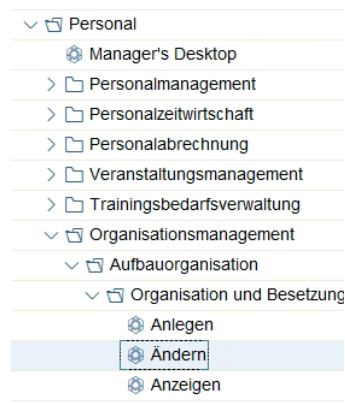 Personal
Manager's Desktop
Personalmanagement
Personalzeitwirtschaft
Personalabrechnung
Veranstaltungsmanagement
Trainingsbedarfsverwaltung
Organisationsmanagement
Aufbauorganisation
Organisation und Besetzung
Anlegen
Ändern
Anzeigen